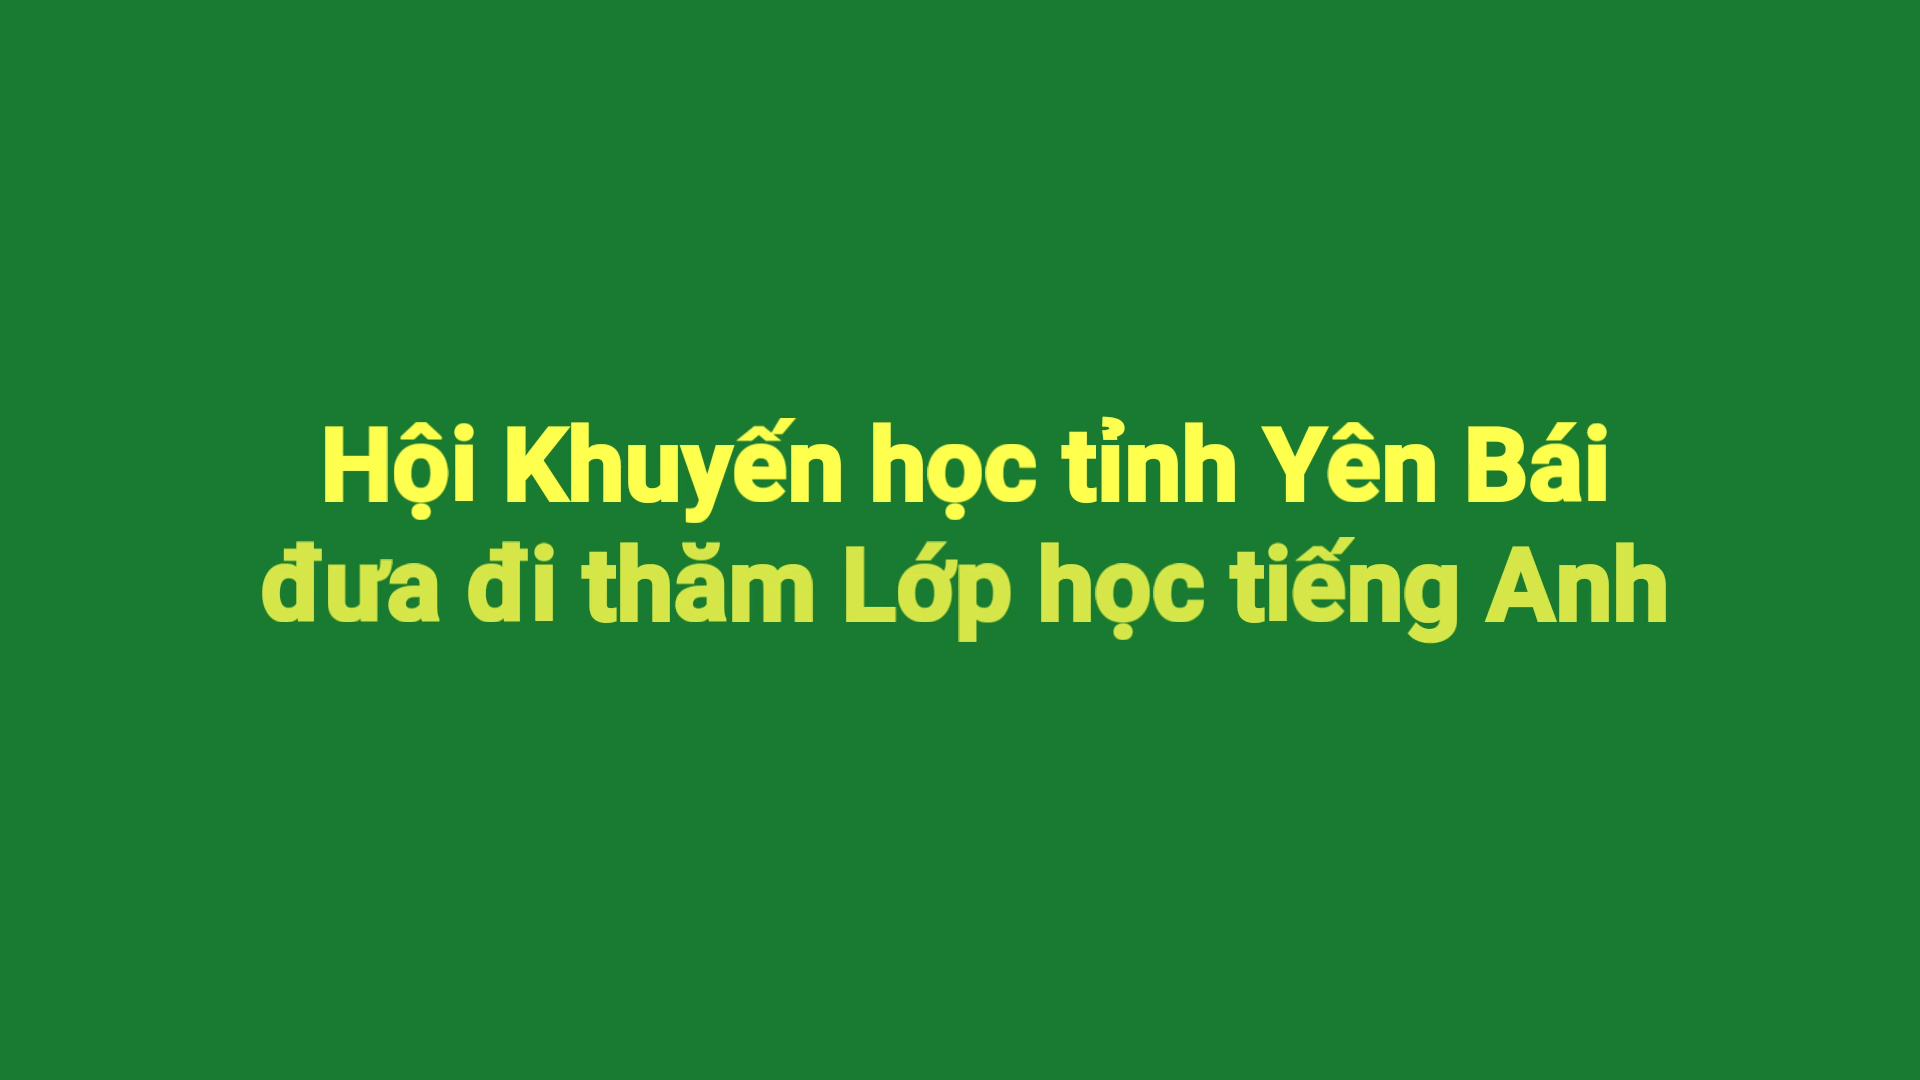 Hội Khuyến học tỉnh Yên Bái
đưa đi thăm Lớp học tiếng Anh